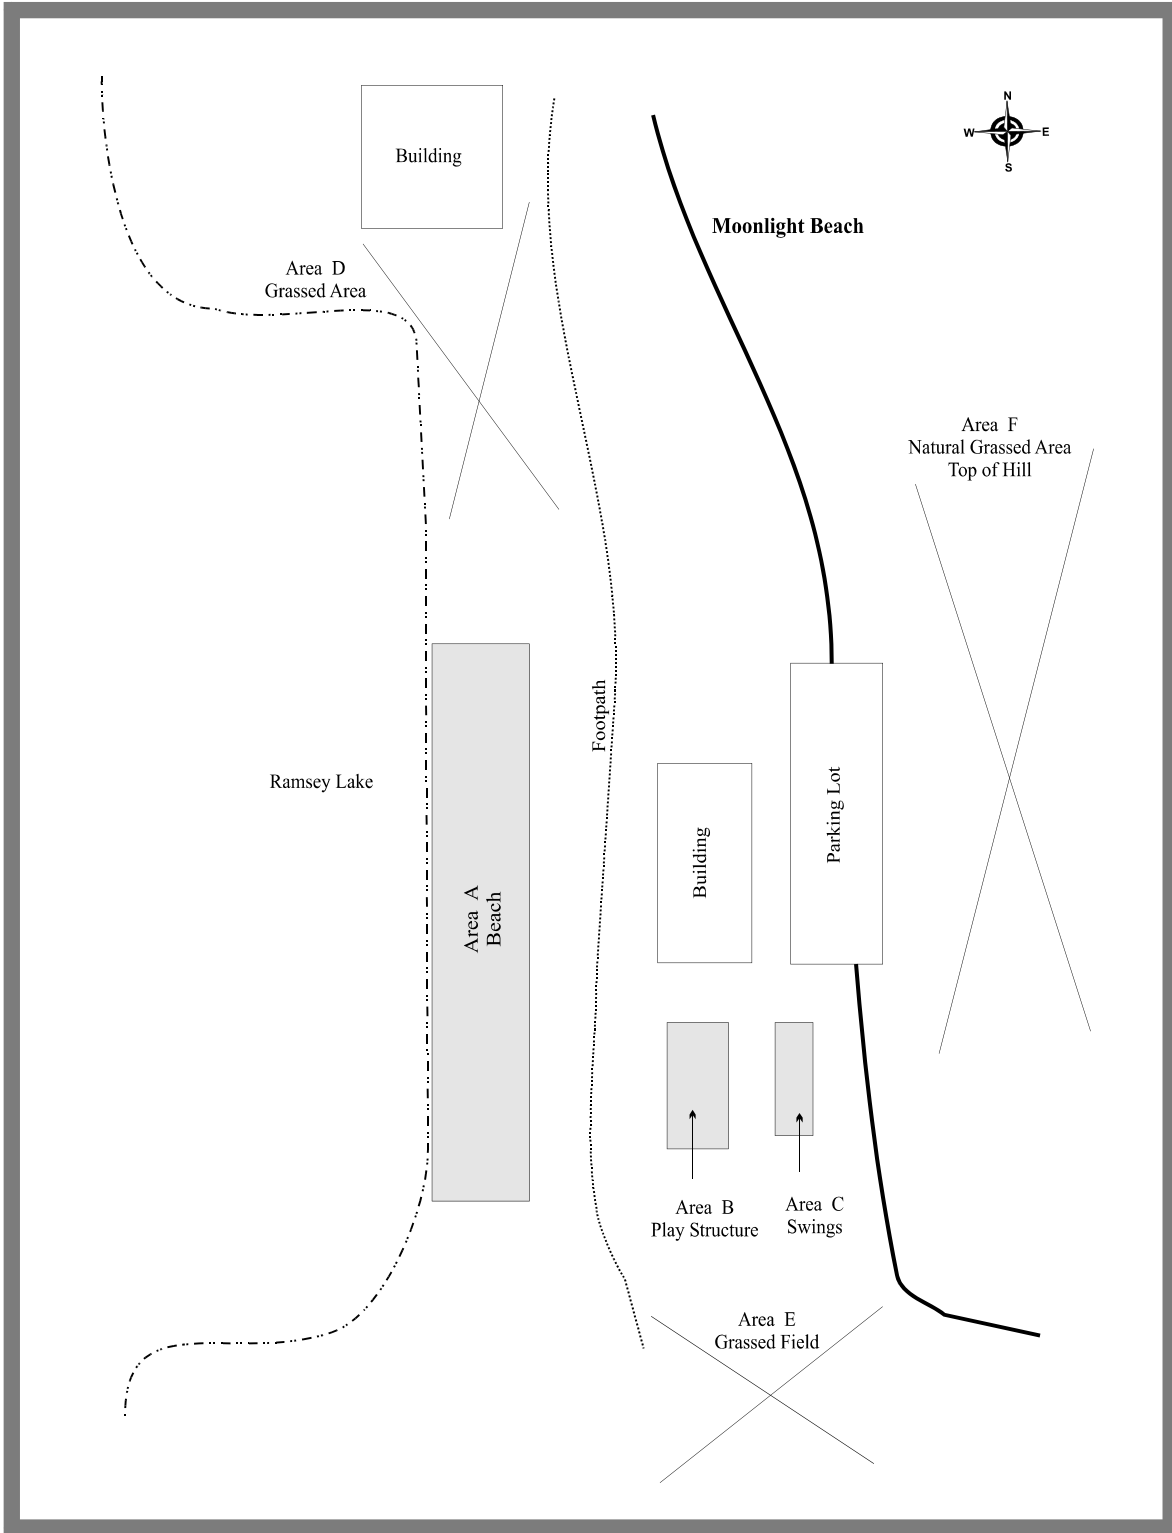 N
W E
S
Building
Moonlight Beach
Area D
Grassed Area
Area F
Natural Grassed Area
Top of Hill
Footpath
Ramsey Lake
Parking Lot
Building
Area A
Beach
Area B
Play Structure
Area C
Swings
Area E
Grassed Field